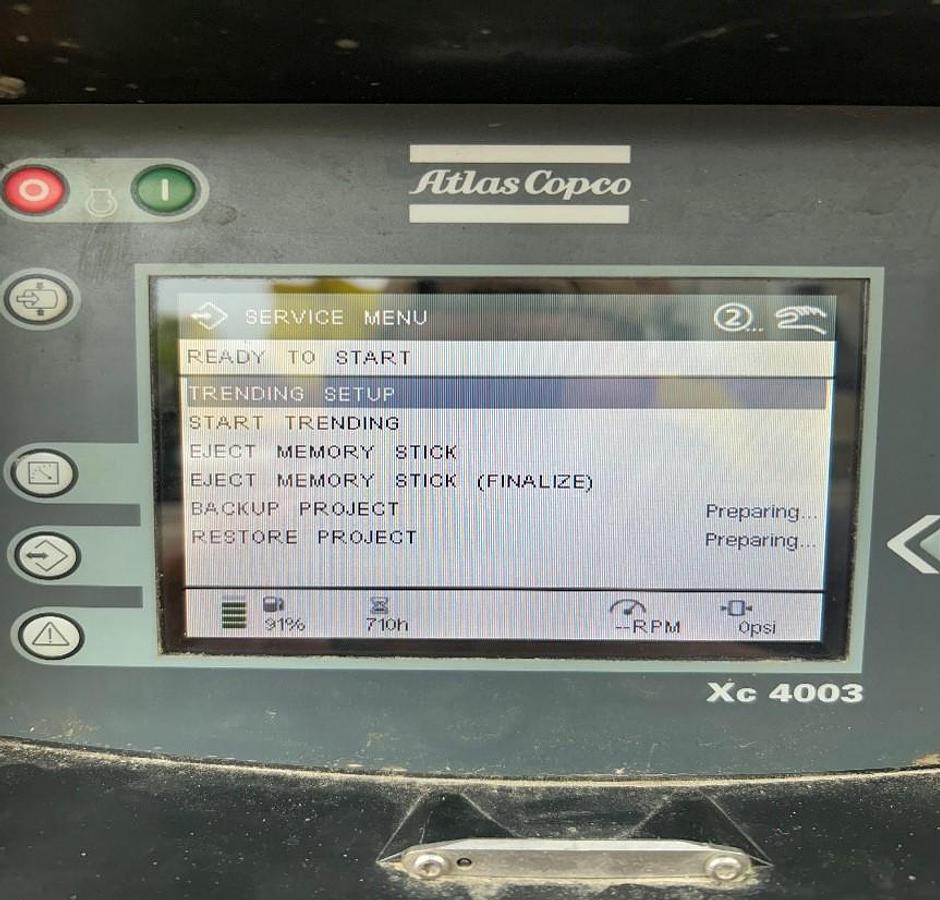 Atlas Copco
SERVICE MENU
2...
READY TO START
TRENDING SETUP
START TRENDING
EJECT MEMORY STICK
EJECT MEMORY STICK (FINALIZE)
BACKUP PROJECT Preparing...
RESTORE PROJECT Preparing...
91% 710h --RPM 0psi
Xc 4003